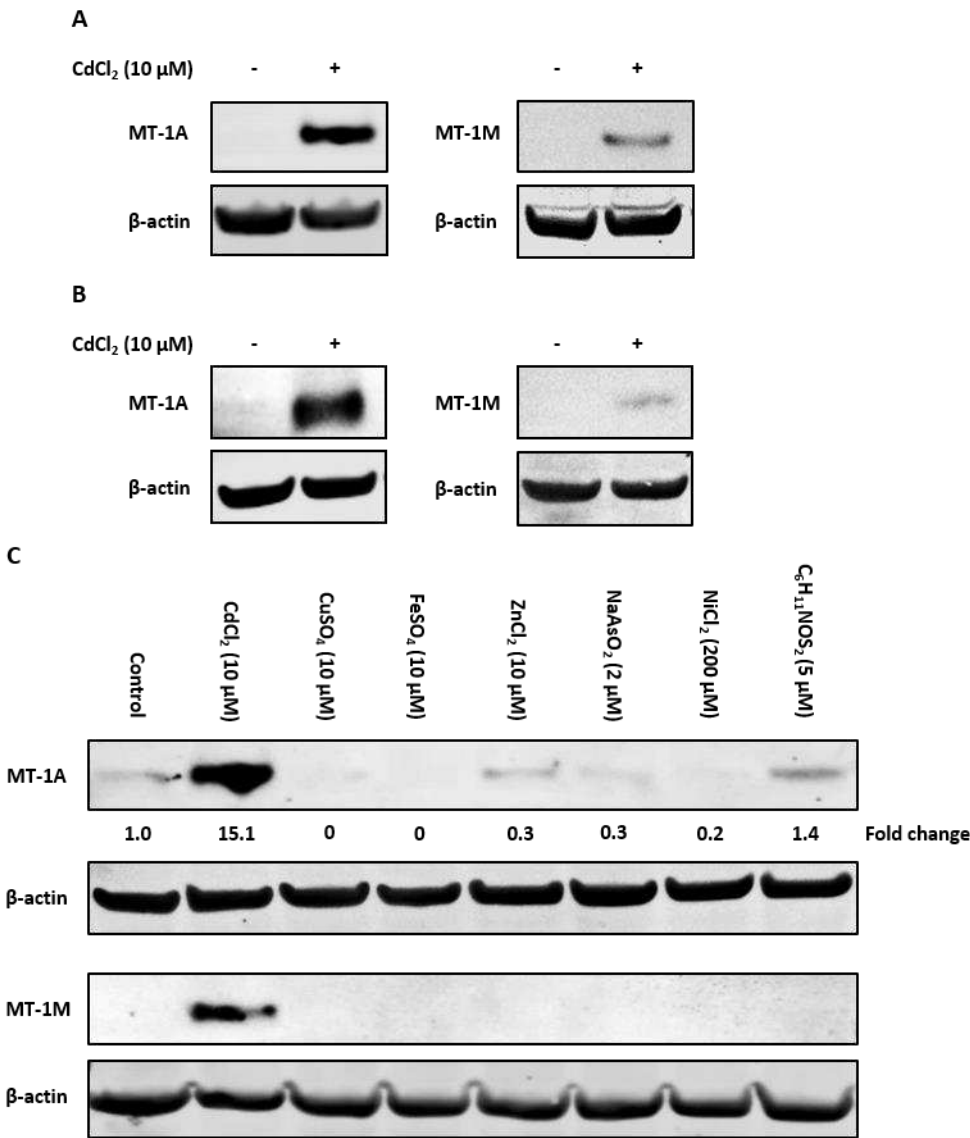 A
CdCl₂ (10 µM) - + - +
MT-1A MT-1M
β-actin β-actin
B
CdCl₂ (10 µM) - + - +
MT-1A MT-1M
β-actin β-actin
C
Control CdCl₂ (10 µM) CuSO₄ (10 µM) FeSO₄ (10 µM) ZnCl₂ (10 µM) NaAsO₂ (2 µM) NiCl₂ (200 µM) C₆H₁₁NOS₂ (5 µM)
MT-1A
1.0 15.1 0 0 0.3 0.3 0.2 1.4 Fold change
β-actin
MT-1M
β-actin